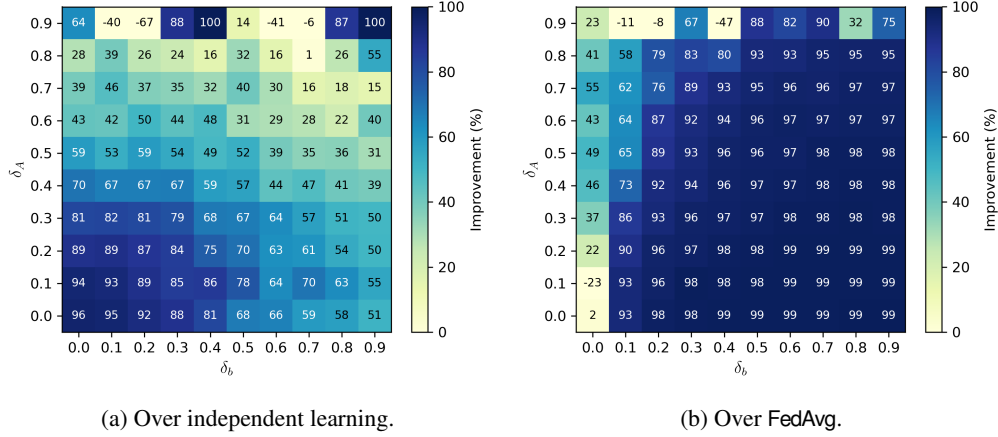 0.9 64 -40 -67 88 100 14 -41 -6 87 100
0.8 28 39 26 24 16 32 16 1 26 55
0.7 39 46 37 35 32 40 30 16 18 15
0.6 43 42 50 44 48 31 29 28 22 40
0.5 59 53 59 54 49 52 39 35 36 31
0.4 70 67 67 67 59 57 44 47 41 39
0.3 81 82 81 79 68 67 64 57 51 50
0.2 89 89 87 84 75 70 63 61 54 50
0.1 94 93 89 85 86 78 64 70 63 55
0.0 96 95 92 88 81 68 66 59 58 51
0.0 0.1 0.2 0.3 0.4 0.5 0.6 0.7 0.8 0.9
δ_b
δ_A
100
80
60
40
20
0
Improvement (%)
(a) Over independent learning.
0.9 23 -11 -8 67 -47 88 88 90 32 75
0.8 41 58 79 83 80 93 93 95 95 95
0.7 55 62 76 89 93 95 96 96 97 97
0.6 43 64 87 92 94 96 97 97 97 97
0.5 49 65 89 93 96 96 97 98 98 98
0.4 46 73 92 94 96 97 97 98 98 98
0.3 37 86 93 96 97 97 98 98 98 98
0.2 22 90 96 97 98 98 99 99 99 99
0.1 -23 93 96 98 98 99 99 99 99 99
0.0 2 93 98 98 99 99 99 99 99 99
0.0 0.1 0.2 0.3 0.4 0.5 0.6 0.7 0.8 0.9
δ_b
δ_A
100
80
60
40
20
0
Improvement (%)
(b) Over FedAvg.